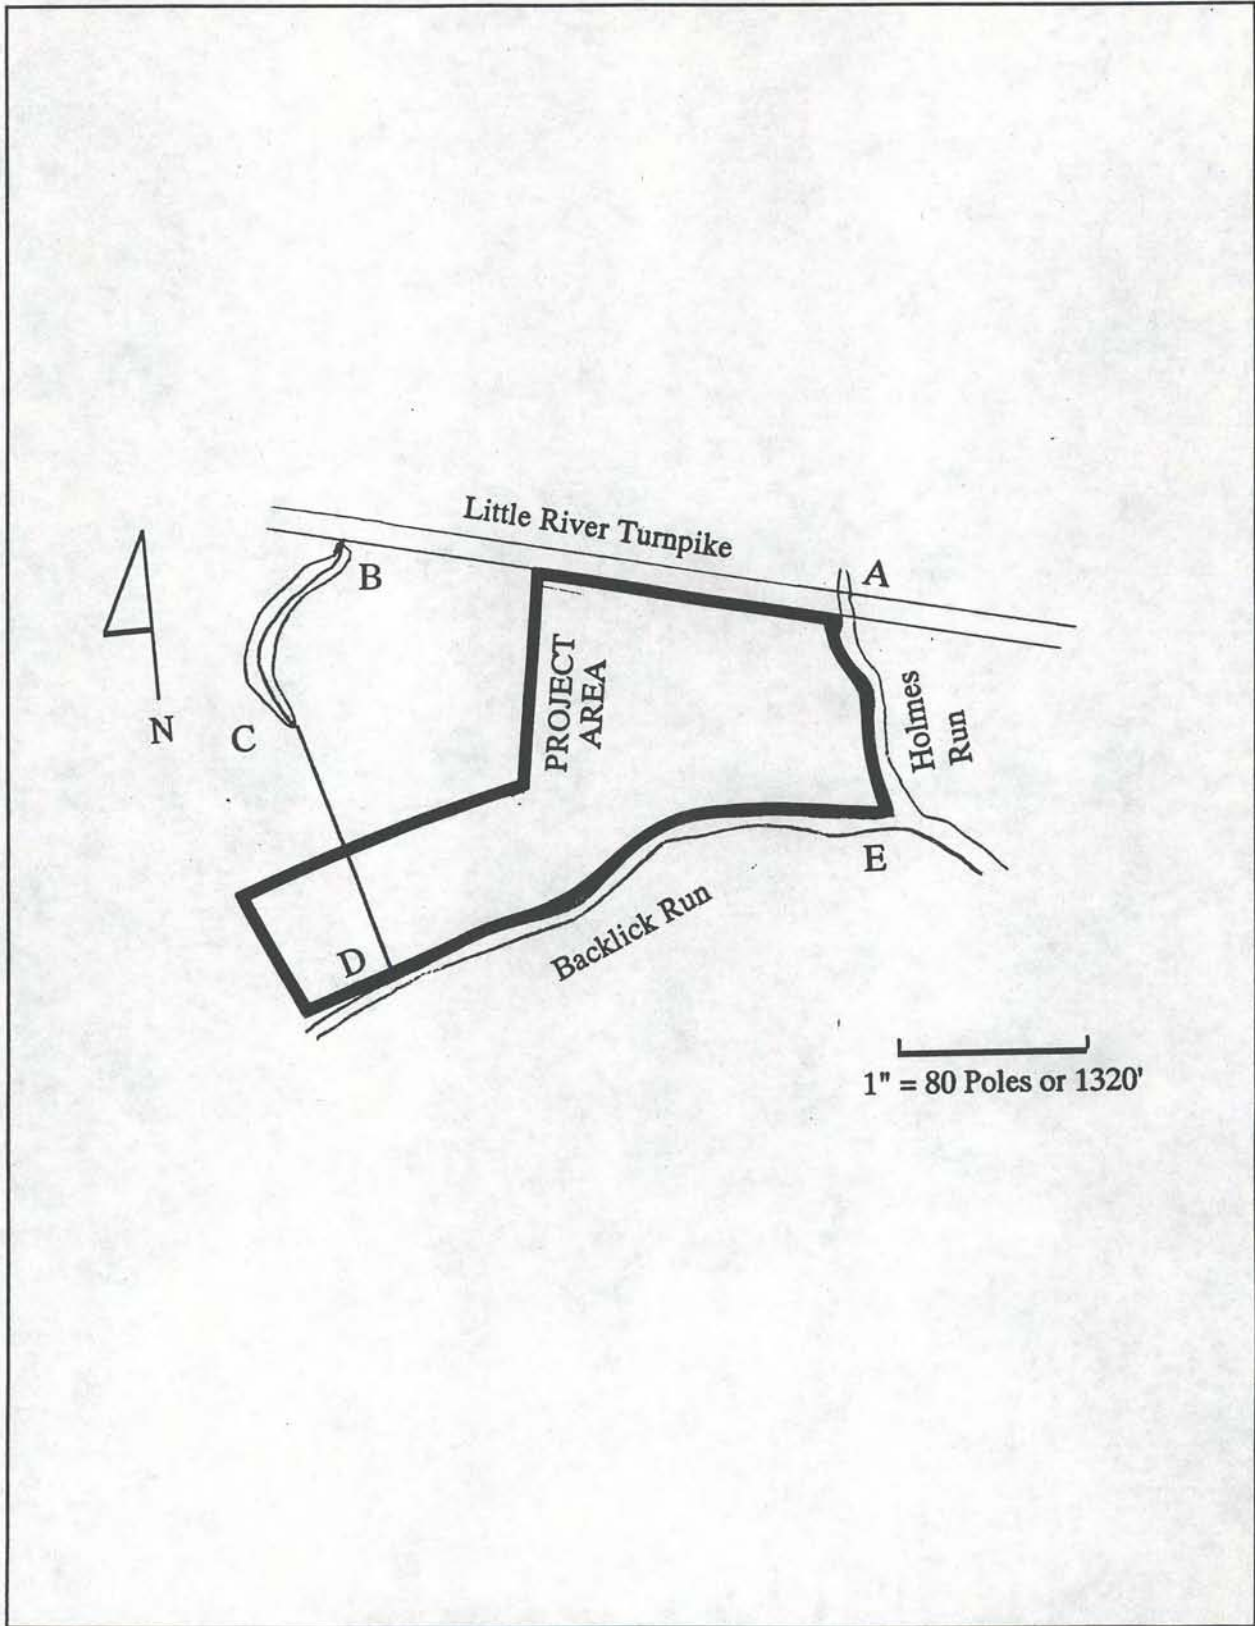 Little River Turnpike
A
B
PROJECT
AREA
Holmes
Run
N
C
E
Backlick Run
D
1" = 80 Poles or 1320'